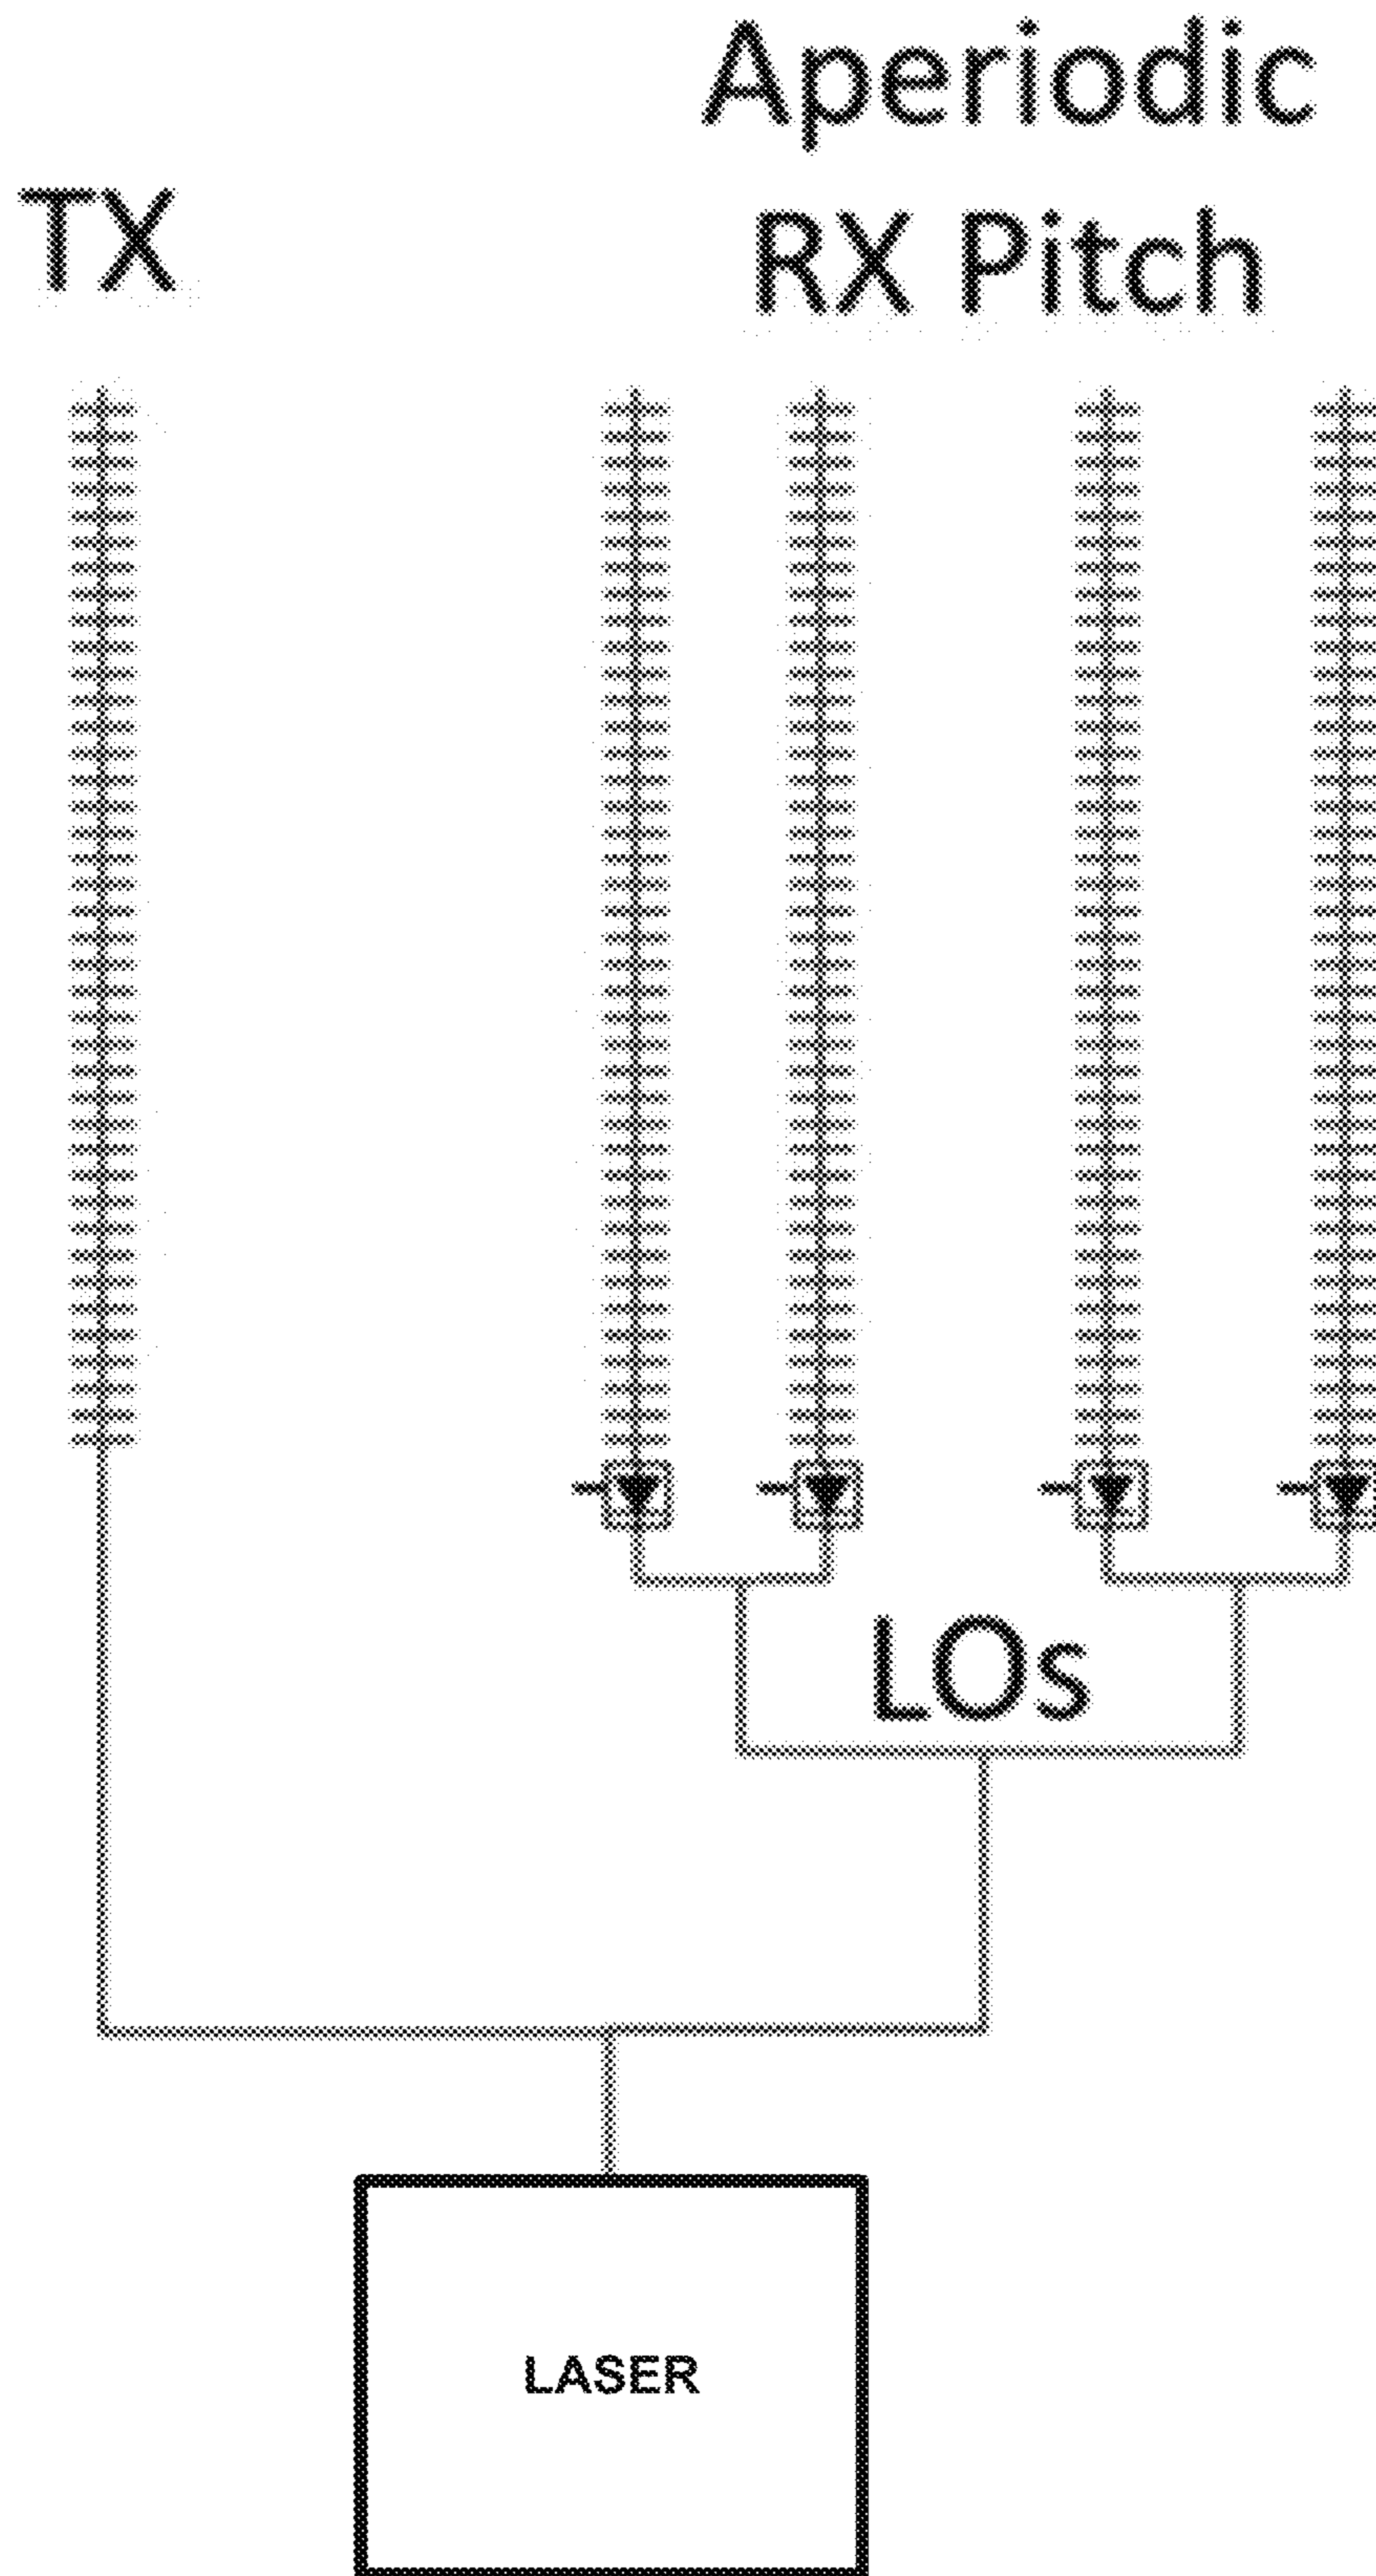 Aperiodic
TX
RX Pitch
LOs
LASER